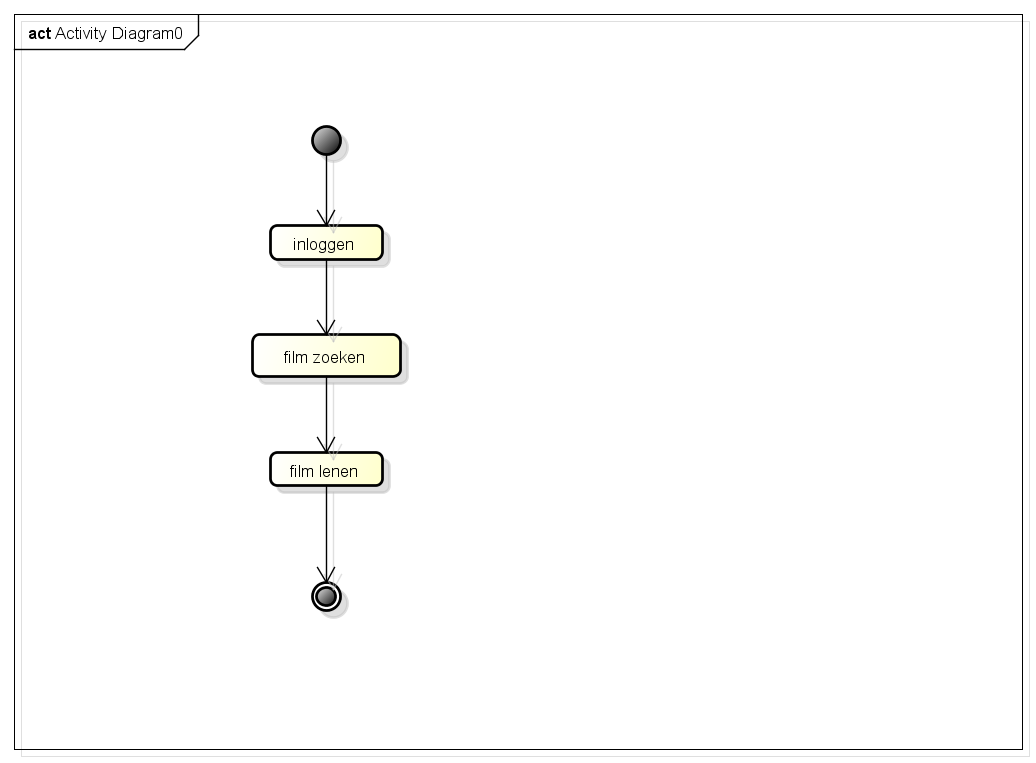 act Activity Diagram0
inloggen
film zoeken
film lenen